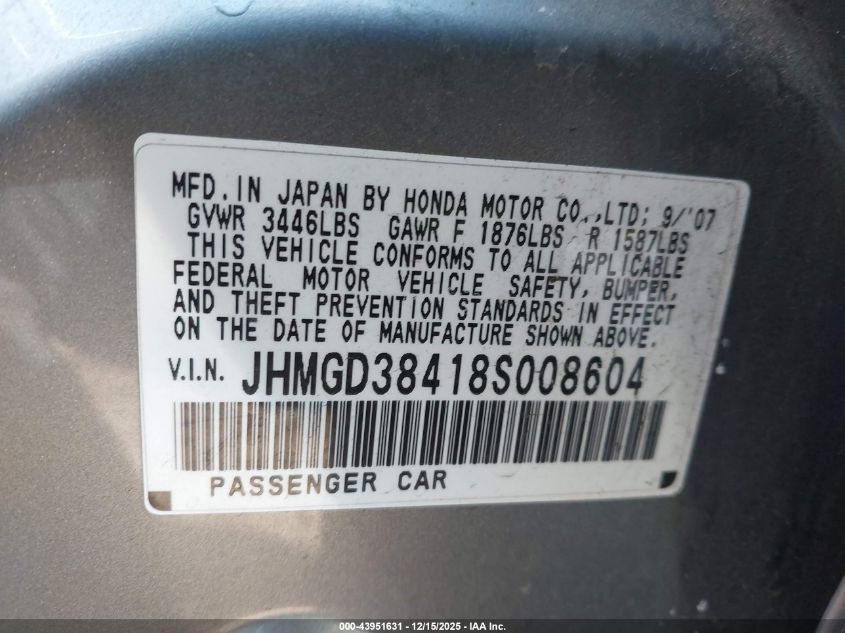 MFD. IN JAPAN BY HONDA MOTOR CO.,LTD; 9/'07
GVWR 3446LBS GAWR F 1876LBS R 1587LBS
THIS VEHICLE CONFORMS TO ALL APPLICABLE
FEDERAL MOTOR VEHICLE SAFETY, BUMPER,
AND THEFT PREVENTION STANDARDS IN EFFECT
ON THE DATE OF MANUFACTURE SHOWN ABOVE.
V.I.N. JHMGD38418S008604
PASSENGER CAR
000-43951631 - 12/15/2025 - IAA Inc.